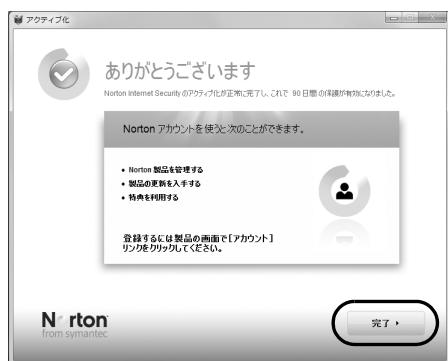 アクティブ化
ありがとうございます
Norton Internet Security のアクティブ化が正常に完了し、これで 90 日間の保護が有効になりました。
Norton アカウントを使うと次のことができます。
• Norton 製品を管理する
• 製品の更新を入手する
• 特典を利用する
登録するには製品の画面で [アカウント]
リンクをクリックしてください。
Norton
from symantec
完了